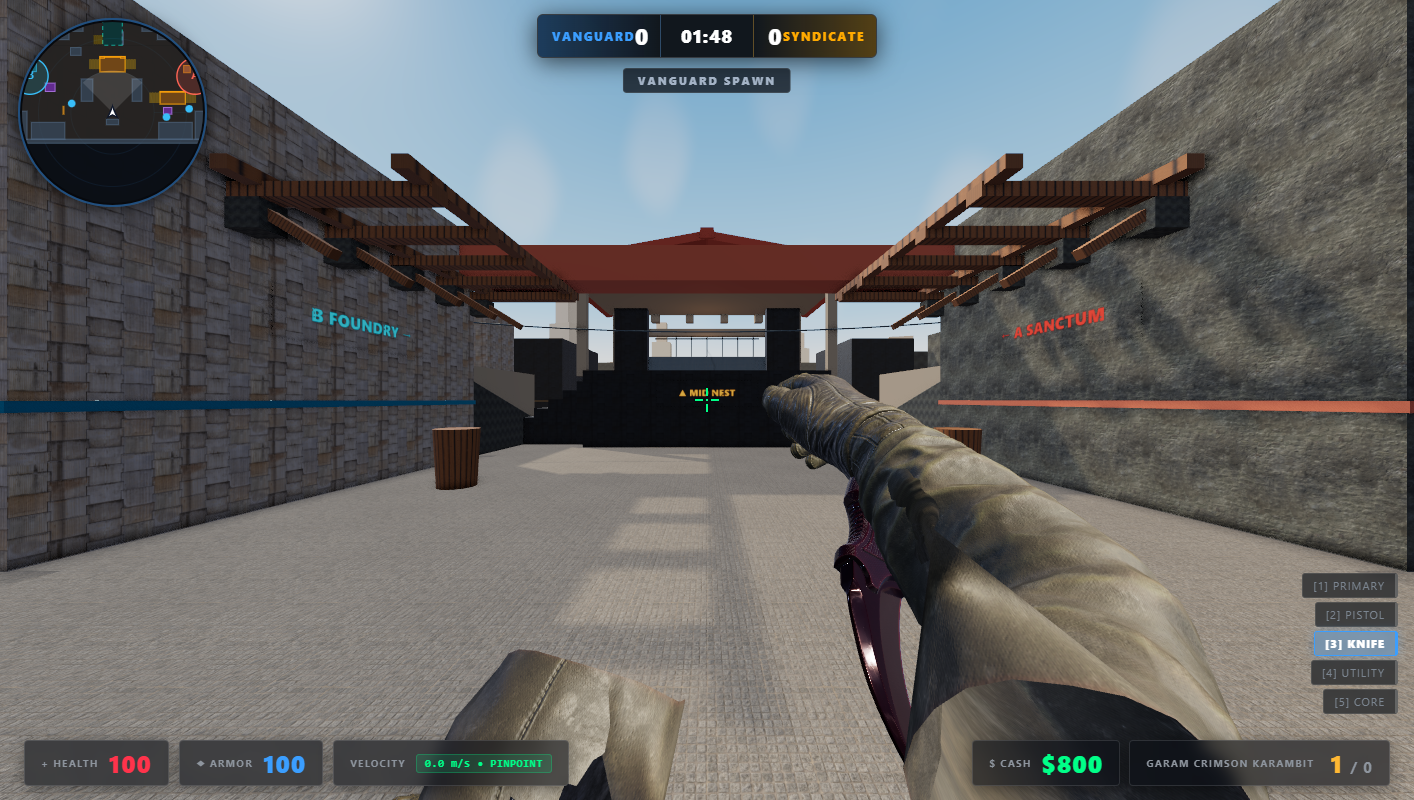 VANGUARD 0 01:48 0 SYNDICATE
VANGUARD SPAWN
B
A
B FOUNDRY
A SANCTUM
▲ MID NEST
[1] PRIMARY
[2] PISTOL
[3] KNIFE
[4] UTILITY
[5] CORE
+ HEALTH 100
◆ ARMOR 100
VELOCITY 0.0 m/s • PINPOINT
$ CASH $800
GARAM CRIMSON KARAMBIT 1 / 0